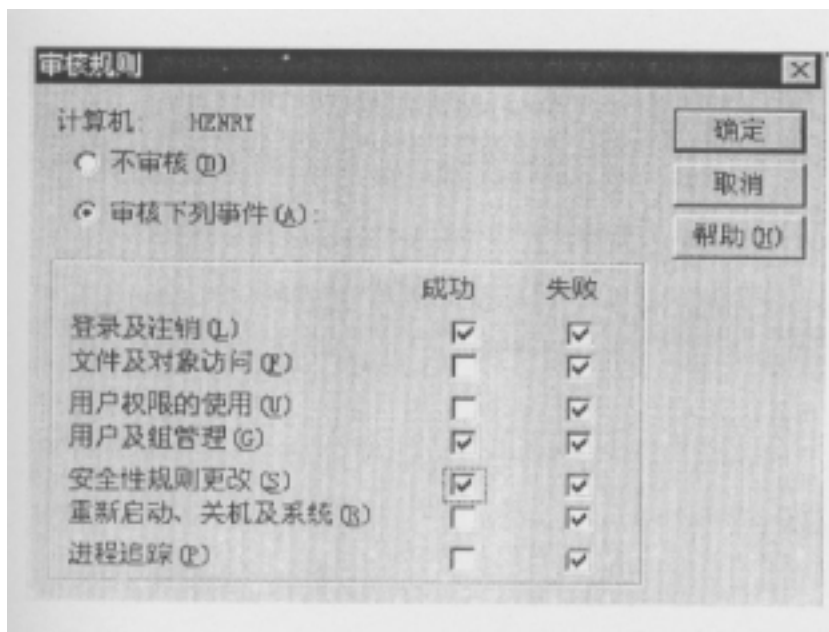 审核规则
计算机: HENRY
不审核(D)
审核下列事件(A):
确定
取消
帮助(H)
成功 失败
登录及注销(L)
文件及对象访问(F)
用户权限的使用(U)
用户及组管理(G)
安全性规则更改(S)
重新启动、关机及系统(R)
进程追踪(P)